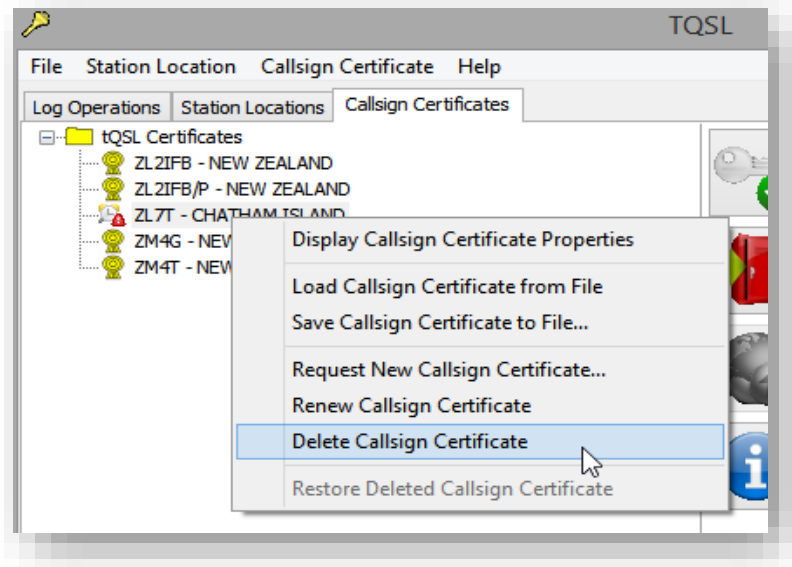 TQSL
File Station Location Callsign Certificate Help
Log Operations Station Locations Callsign Certificates
tQSL Certificates
ZL2IFB - NEW ZEALAND
ZL2IFB/P - NEW ZEALAND
ZL7T - CHATHAM ISLAND
ZM4G - NEW
ZM4T - NEW
Display Callsign Certificate Properties
Load Callsign Certificate from File
Save Callsign Certificate to File...
Request New Callsign Certificate...
Renew Callsign Certificate
Delete Callsign Certificate
Restore Deleted Callsign Certificate